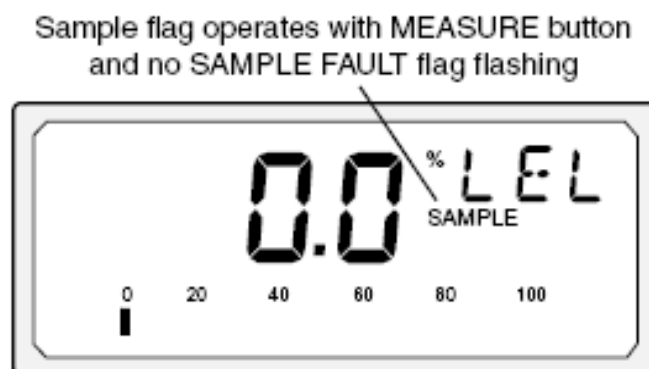 Sample flag operates with MEASURE button
and no SAMPLE FAULT flag flashing
0.0 % LEL
SAMPLE
0 20 40 60 80 100